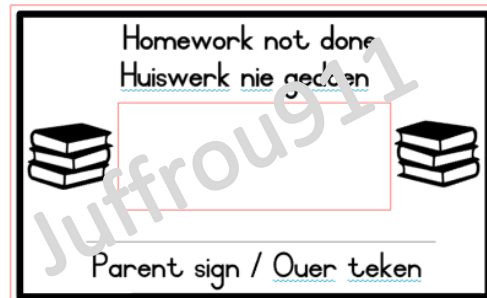 Homework not done
Huiswerk nie gedoen
Juffrou911
Parent sign / Ouer teken